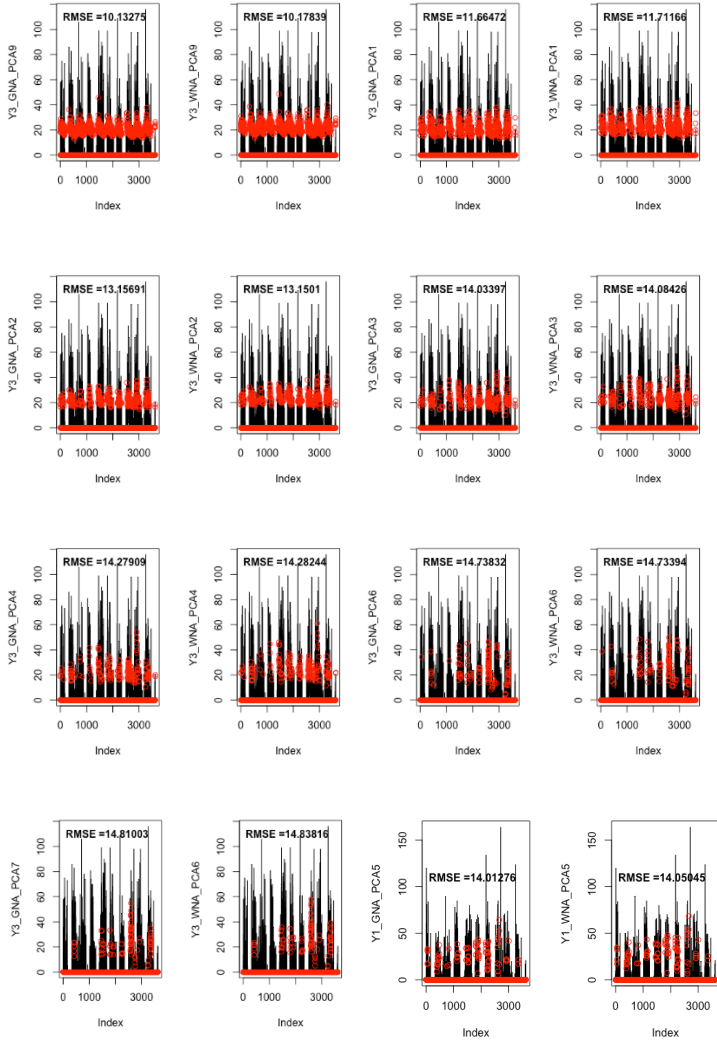 RMSE =10.13275
Y3_GNA_PCA9
0 20 40 60 80 100
0 1000 3000
Index
RMSE =10.17839
Y3_WNA_PCA9
0 20 40 60 80 100
0 1000 3000
Index
RMSE =11.66472
Y3_GNA_PCA1
0 20 40 60 80 100
0 1000 3000
Index
RMSE =11.71166
Y3_WNA_PCA1
0 20 40 60 80 100
0 1000 3000
Index
RMSE =13.15691
Y3_GNA_PCA2
0 20 40 60 80 100
0 1000 3000
Index
RMSE =13.1501
Y3_WNA_PCA2
0 20 40 60 80 100
0 1000 3000
Index
RMSE =14.03397
Y3_GNA_PCA3
0 20 40 60 80 100
0 1000 3000
Index
RMSE =14.08426
Y3_WNA_PCA3
0 20 40 60 80 100
0 1000 3000
Index
RMSE =14.27909
Y3_GNA_PCA4
0 20 40 60 80 100
0 1000 3000
Index
RMSE =14.28244
Y3_WNA_PCA4
0 20 40 60 80 100
0 1000 3000
Index
RMSE =14.73832
Y3_GNA_PCA6
0 20 40 60 80 100
0 1000 3000
Index
RMSE =14.73394
Y3_WNA_PCA6
0 20 40 60 80 100
0 1000 3000
Index
RMSE =14.81003
Y3_GNA_PCA7
0 20 40 60 80 100
0 1000 3000
Index
RMSE =14.83816
Y3_WNA_PCA6
0 20 40 60 80 100
0 1000 3000
Index
RMSE =14.01276
Y1_GNA_PCA5
0 50 100 150
0 1000 3000
Index
RMSE =14.05045
Y1_WNA_PCA5
0 50 100 150
0 1000 3000
Index